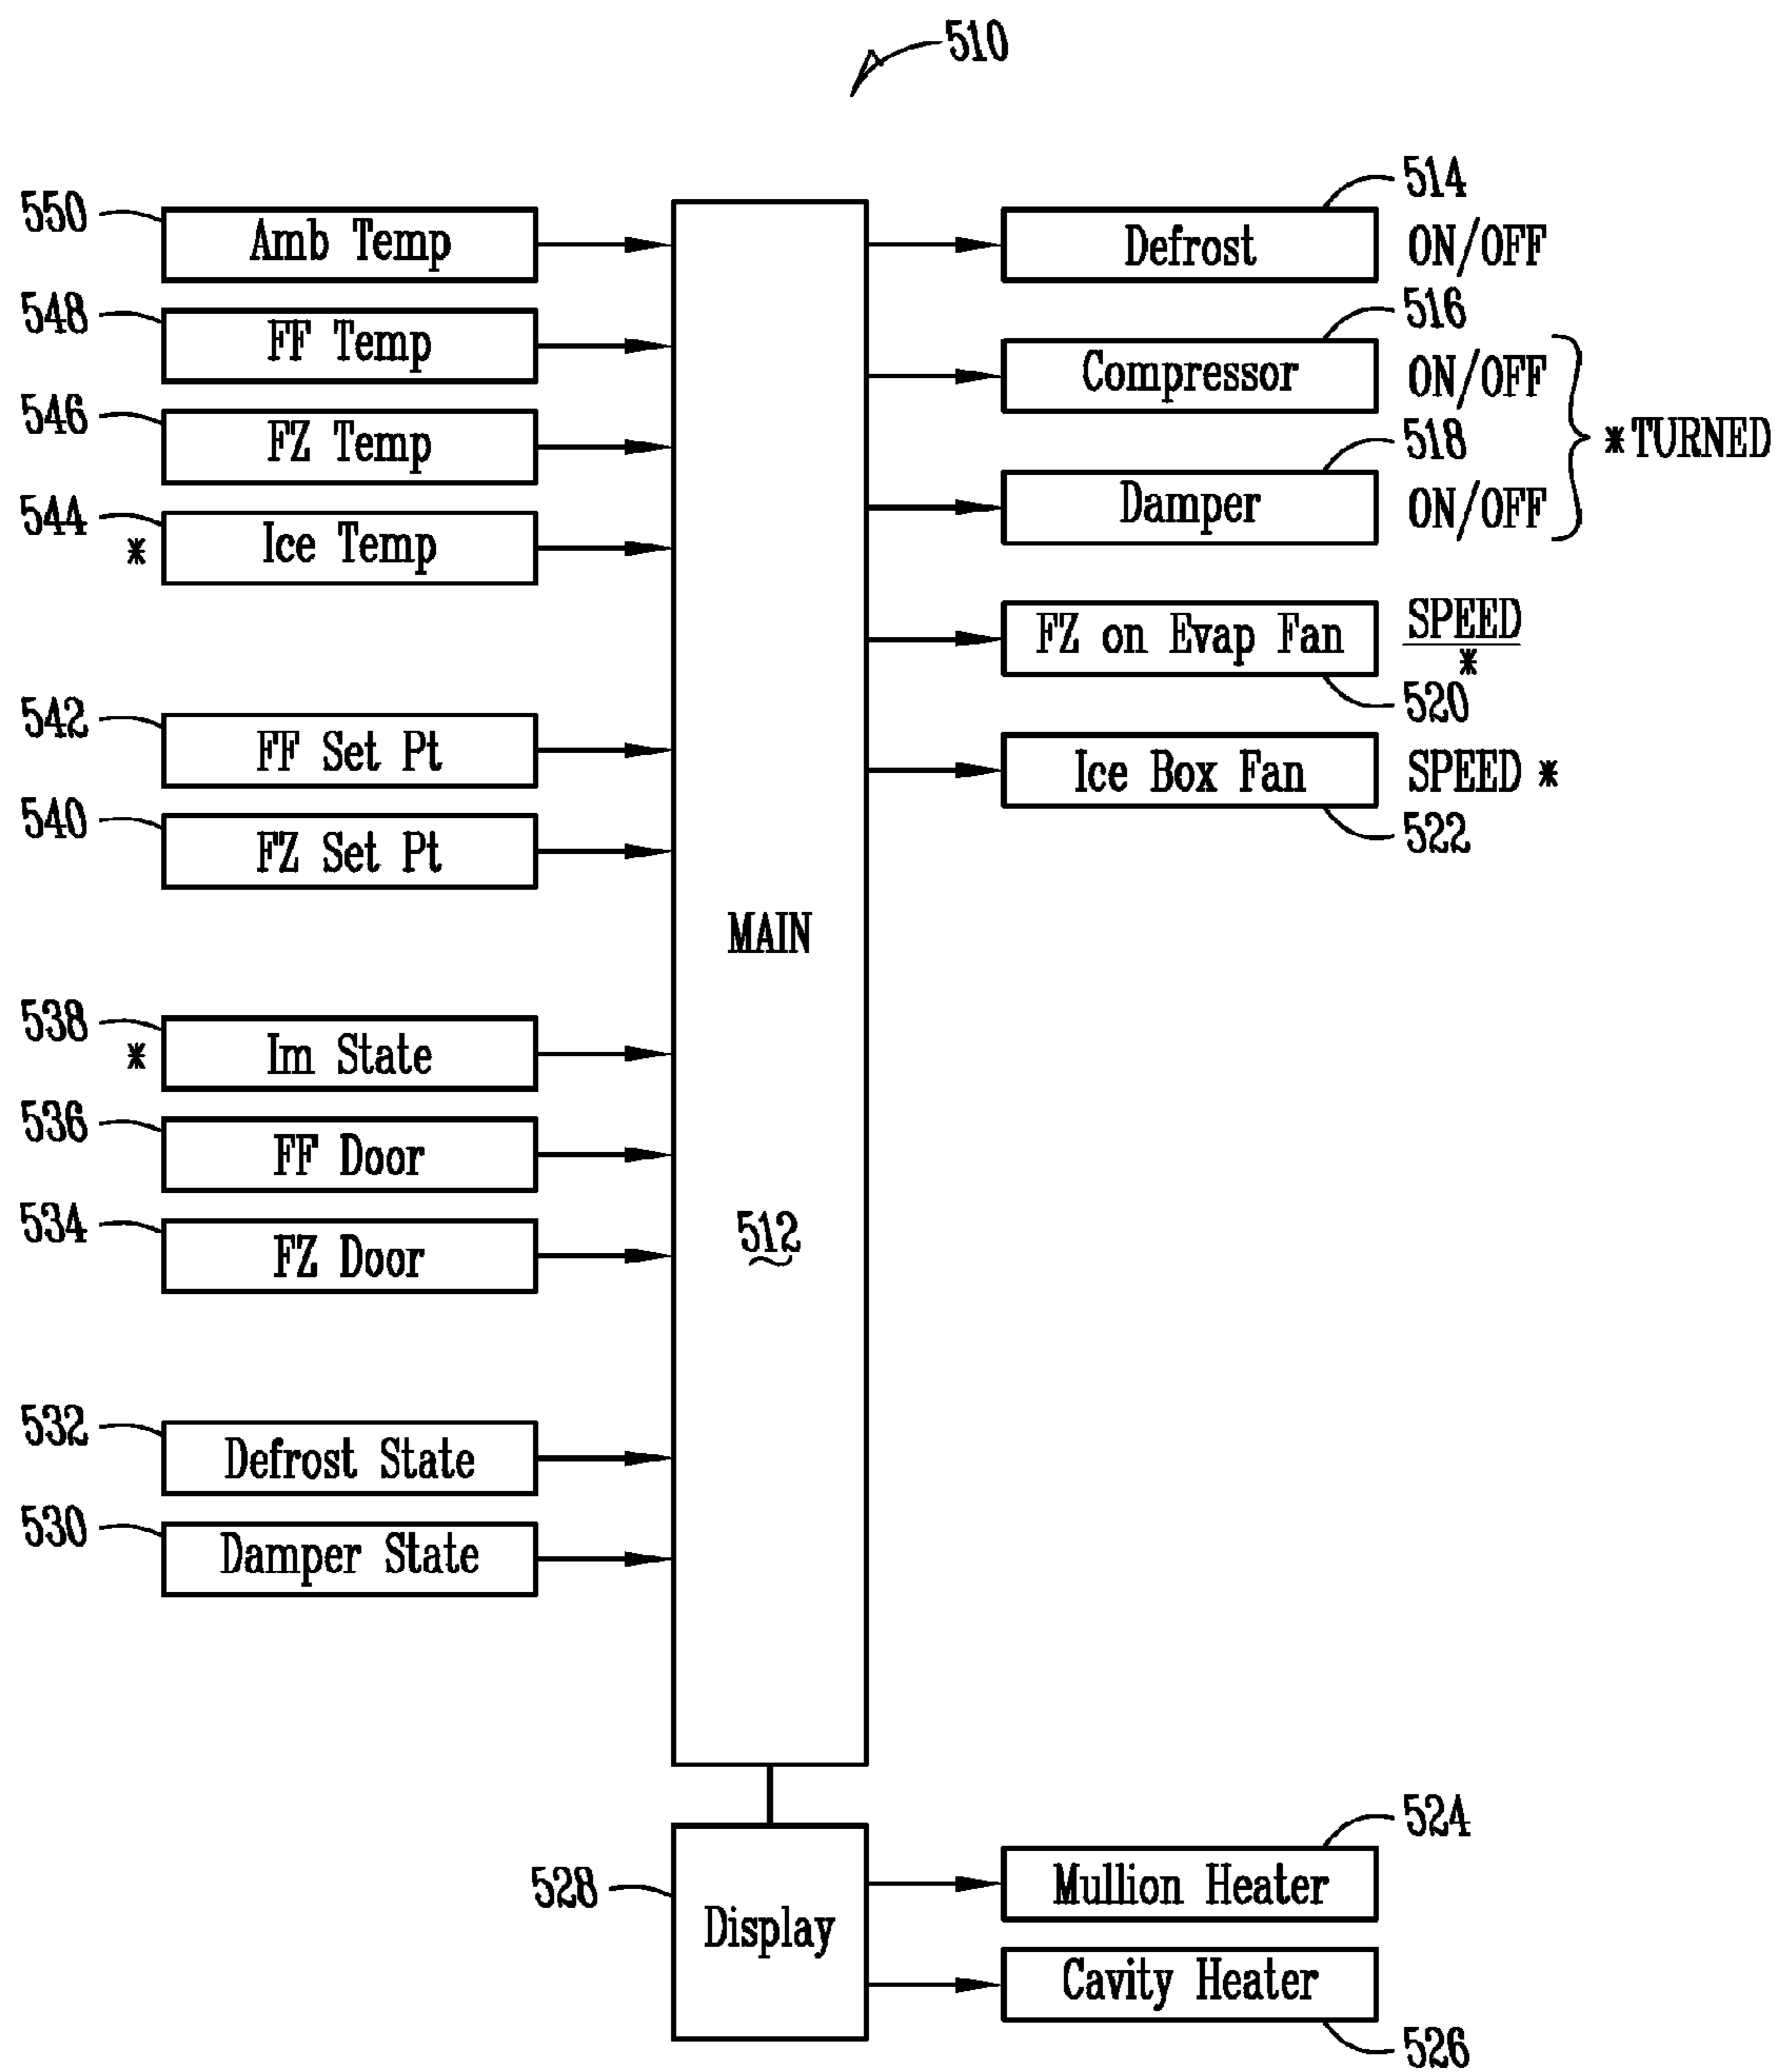 510
550
Amb Temp
548
FF Temp
546
FZ Temp
544
* Ice Temp
542
FF Set Pt
540
FZ Set Pt
538
* Im State
536
FF Door
534
FZ Door
532
Defrost State
530
Damper State
MAIN
512
514
Defrost ON/OFF
516
Compressor ON/OFF
*TURNED
518
Damper ON/OFF
FZ on Evap Fan SPEED
*
520
Ice Box Fan SPEED *
522
528
Display
524
Mullion Heater
Cavity Heater
526